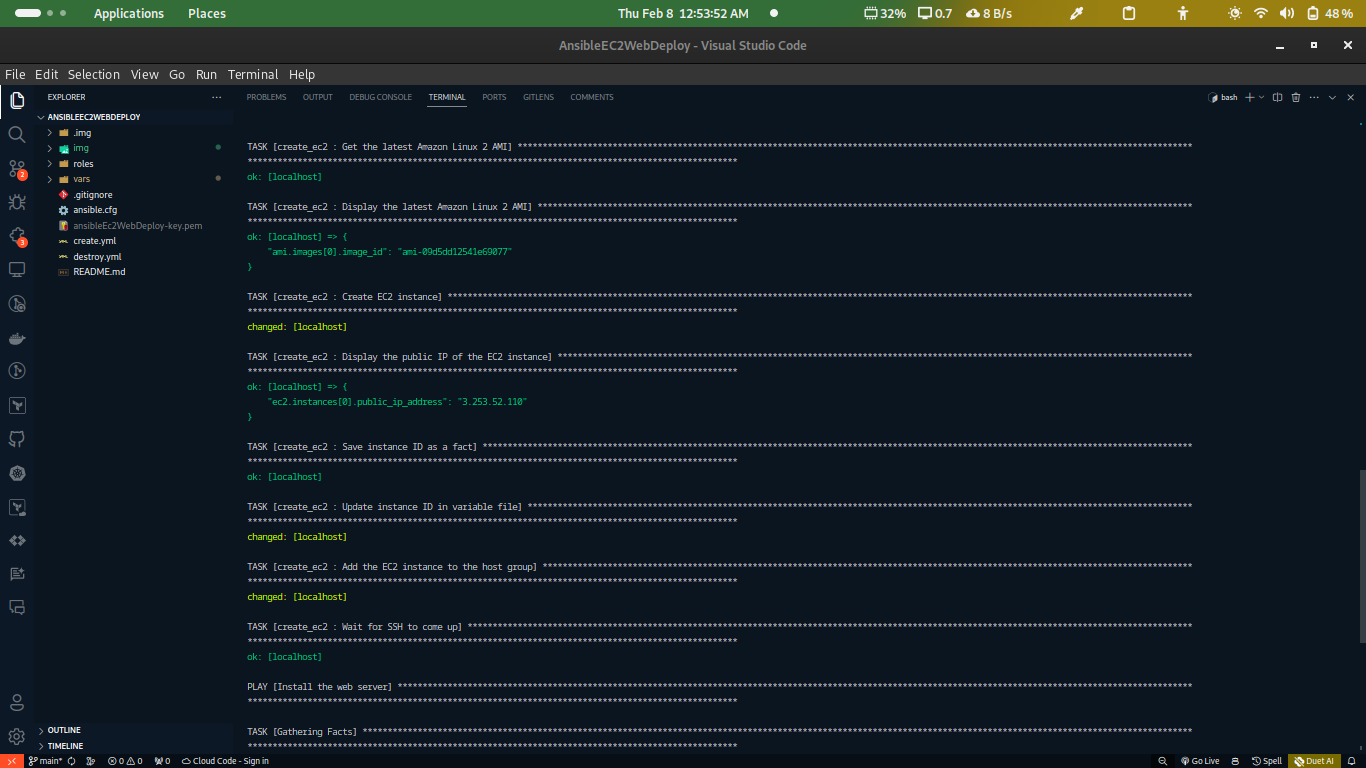 Applications Places Thu Feb 8 12:53:52 AM 32% 0.7 8 B/s 48 %
AnsibleEC2WebDeploy - Visual Studio Code
File Edit Selection View Go Run Terminal Help
EXPLORER
PROBLEMS OUTPUT DEBUG CONSOLE TERMINAL PORTS GITLENS COMMENTS bash
ANSIBLEEC2WEBDEPLOY
.img
img
roles
vars
.gitignore
ansible.cfg
ansibleEc2WebDeploy-key.pem
create.yml
destroy.yml
README.md
2
3
TASK [create_ec2 : Get the latest Amazon Linux 2 AMI]
ok: [localhost]
TASK [create_ec2 : Display the latest Amazon Linux 2 AMI]
ok: [localhost] => {
"ami.images[0].image_id": "ami-09d5dd12541e69077"
}
TASK [create_ec2 : Create EC2 instance]
changed: [localhost]
TASK [create_ec2 : Display the public IP of the EC2 instance]
ok: [localhost] => {
"ec2.instances[0].public_ip_address": "3.253.52.110"
}
TASK [create_ec2 : Save instance ID as a fact]
ok: [localhost]
TASK [create_ec2 : Update instance ID in variable file]
changed: [localhost]
TASK [create_ec2 : Add the EC2 instance to the host group]
changed: [localhost]
TASK [create_ec2 : Wait for SSH to come up]
ok: [localhost]
PLAY [Install the web server]
TASK [Gathering Facts]
OUTLINE
TIMELINE
main* 0 0 0 Cloud Code - Sign in Go Live Spell Duet AI